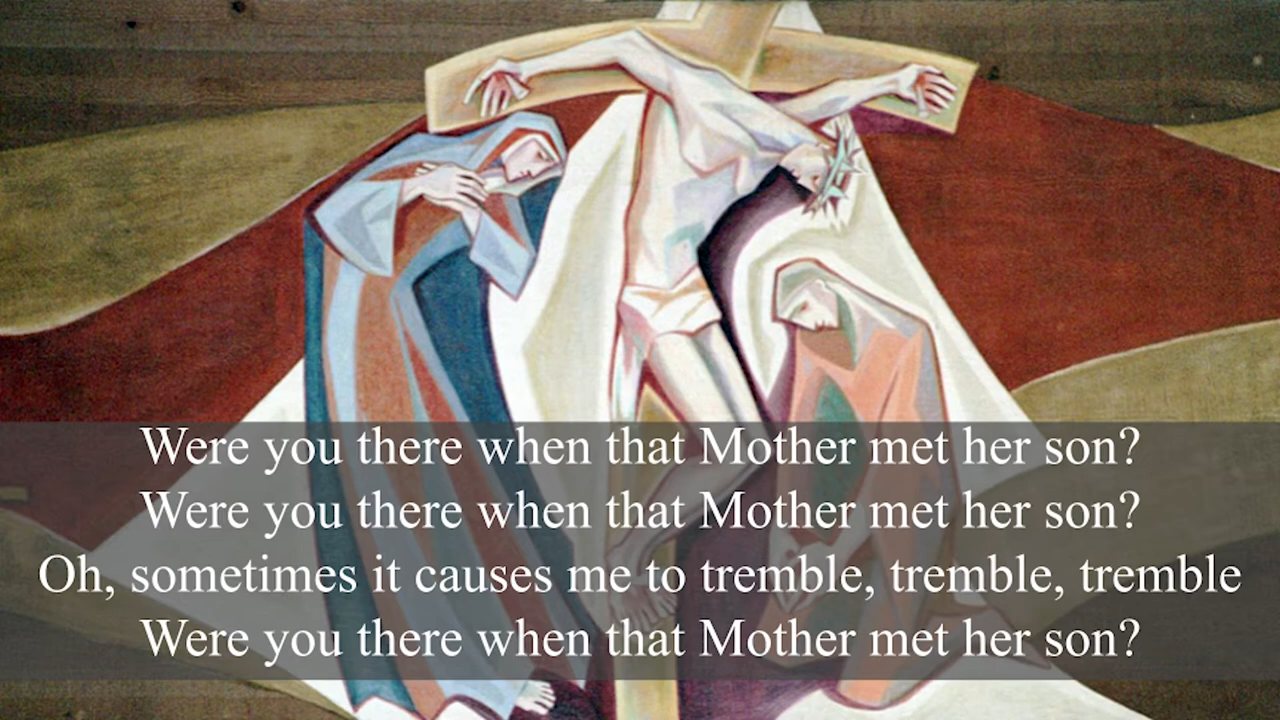 Were you there when that Mother met her son?
Were you there when that Mother met her son?
Oh, sometimes it causes me to tremble, tremble, tremble
Were you there when that Mother met her son?